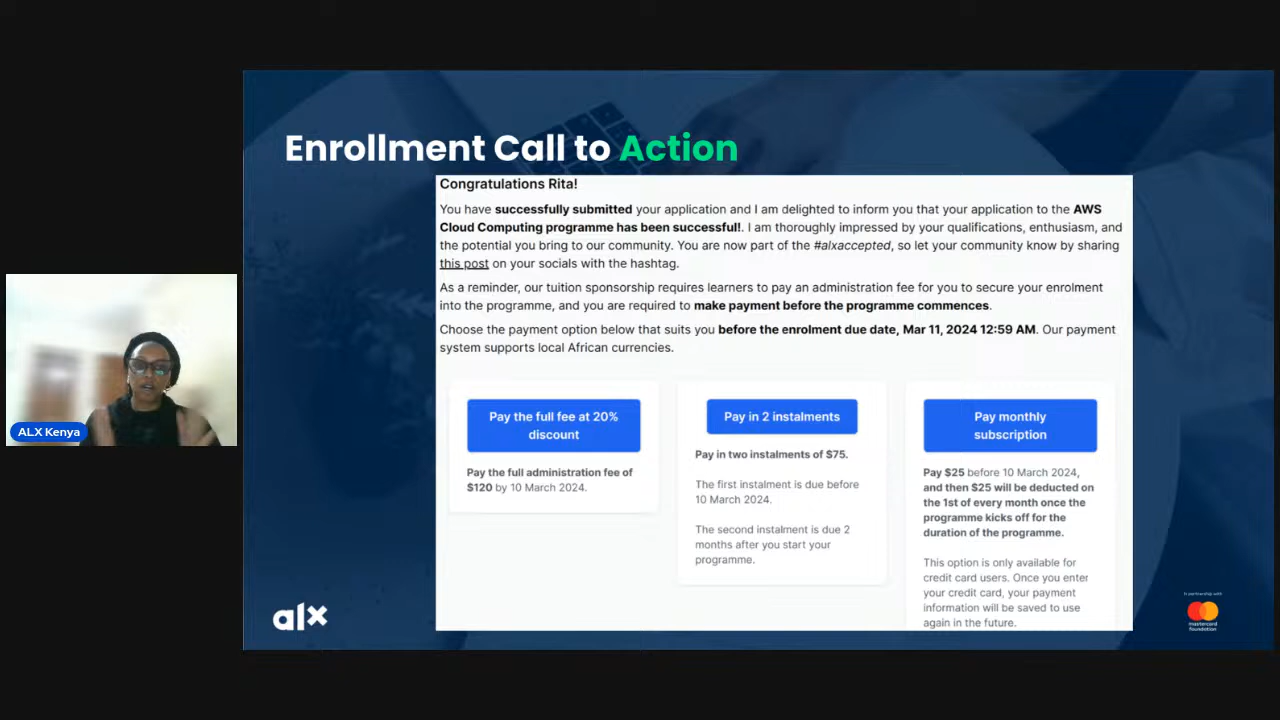 Enrollment Call to Action
Congratulations Rita!
You have successfully submitted your application and I am delighted to inform you that your application to the AWS
Cloud Computing programme has been successful!. I am thoroughly impressed by your qualifications, enthusiasm, and
the potential you bring to our community. You are now part of the #alxaccepted, so let your community know by sharing
this post on your socials with the hashtag.
As a reminder, our tuition sponsorship requires learners to pay an administration fee for you to secure your enrolment
into the programme, and you are required to make payment before the programme commences.
Choose the payment option below that suits you before the enrolment due date, Mar 11, 2024 12:59 AM. Our payment
system supports local African currencies.
Pay the full fee at 20%
discount
Pay the full administration fee of
$120 by 10 March 2024.
Pay in 2 instalments
Pay in two instalments of $75.
The first instalment is due before
10 March 2024.
The second instalment is due 2
months after you start your
programme.
Pay monthly
subscription
Pay $25 before 10 March 2024,
and then $25 will be deducted on
the 1st of every month once the
programme kicks off for the
duration of the programme.
This option is only available for
credit card users. Once you enter
your credit card, your payment
information will be saved to use
again in the future.
ALX Kenya
alx
In partnership with
mastercard
foundation